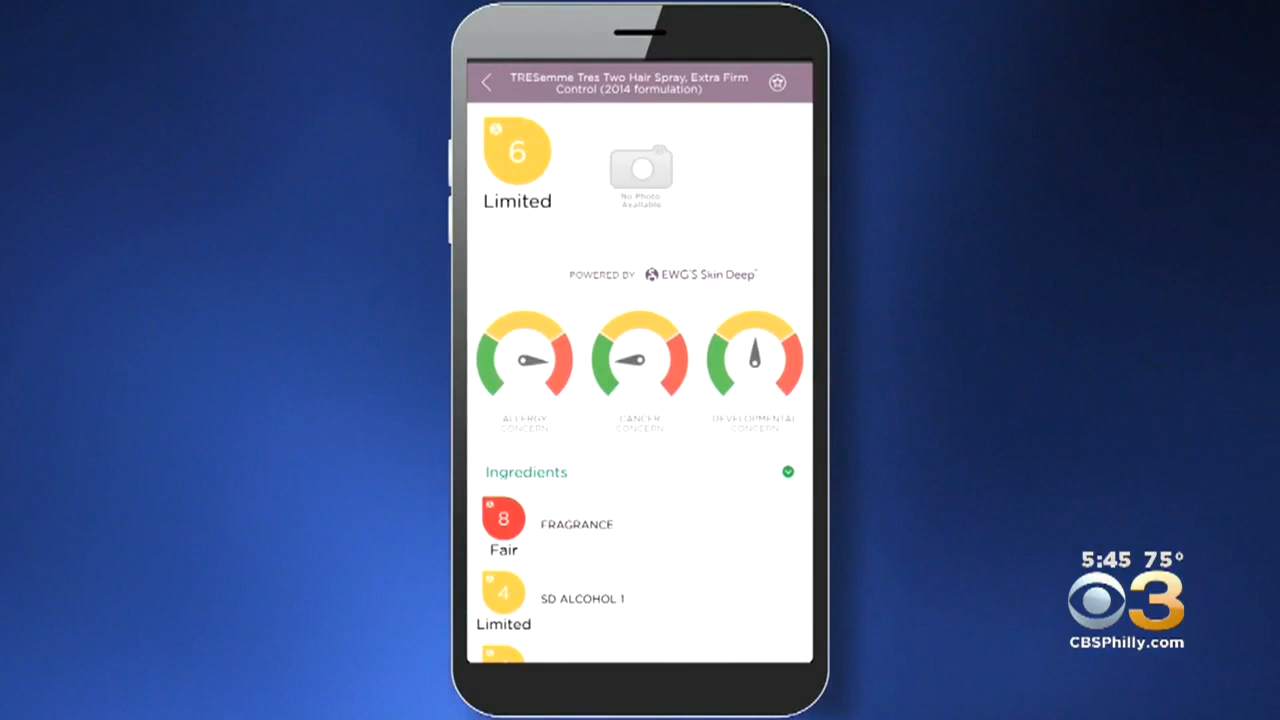 TRESemme Tres Two Hair Spray, Extra Firm
Control (2014 formulation)
6
Limited
No Photo
Available
POWERED BY EWG'S Skin Deep™
ALLERGY
CONCERN
CANCER
CONCERN
DEVELOPMENTAL
CONCERN
Ingredients
8
FRAGRANCE
Fair
4
SD ALCOHOL 1
Limited
5:45 75°
3
CBSPhilly.com